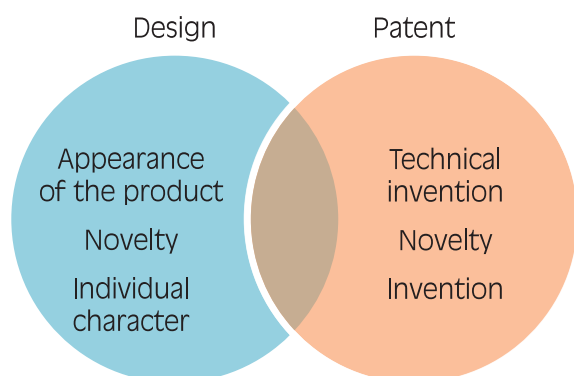 Design
Patent
Appearance
of the product
Novelty
Individual
character
Technical
invention
Novelty
Invention